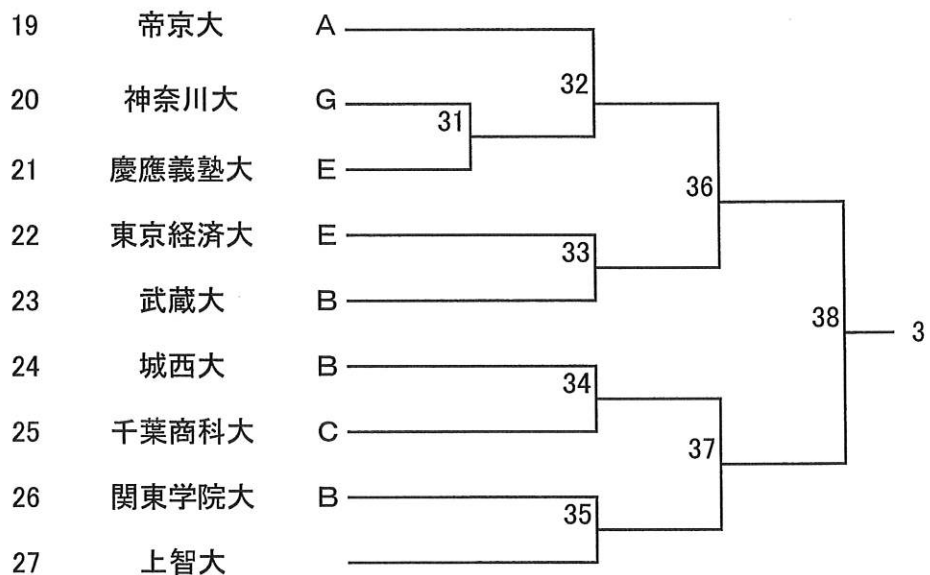 19 帝京大 A
32
20 神奈川大 G
31
21 慶應義塾大 E
36
22 東京経済大 E
33
23 武蔵大 B
38
3
24 城西大 B
34
25 千葉商科大 C
37
26 関東学院大 B
35
27 上智大